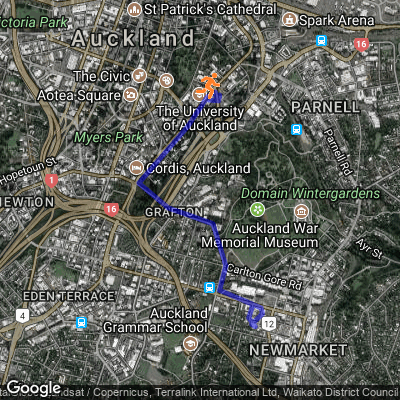 St Patrick's Cathedral
Spark Arena
Victoria Park
16
Auckland
The Civic
Aotea Square
The University
of Auckland
PARNELL
Myers Park
Parnell Rd
Hopetoun St
Cordis, Auckland
1
Domain Wintergardens
NEWTON
16
GRAFTON
Auckland War
Memorial Museum
Ayr St
Carlton Gore Rd
EDEN TERRACE
4
Auckland
Grammar School
12
NEWMARKET
Google
Landsat / Copernicus, Terralink International Ltd, Waikato District Council